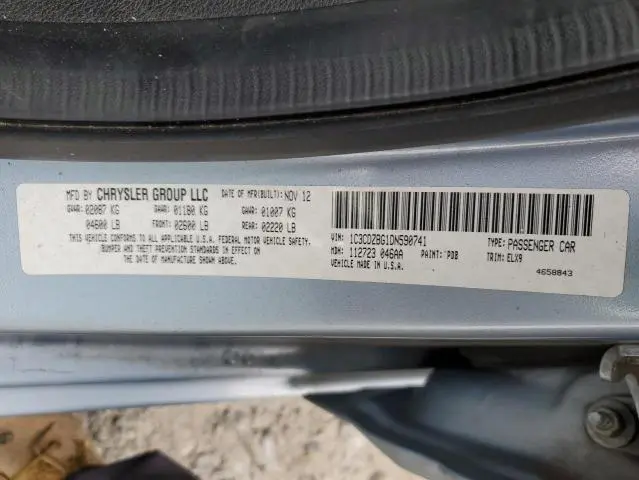 MFD BY CHRYSLER GROUP LLC DATE OF MFR(BUILT): NOV 12
GVWR: 02087 KG GAWR: 01180 KG GAWR: 01007 KG
04600 LB FRONT: 02600 LB REAR: 02220 LB
THIS VEHICLE CONFORMS TO ALL APPLICABLE U.S.A. FEDERAL MOTOR VEHICLE SAFETY,
BUMPER AND THEFT PREVENTION STANDARDS IN EFFECT ON
THE DATE OF MANUFACTURE SHOWN ABOVE.
VIN: 1C3CDZBG1DN590741 TYPE: PASSENGER CAR
MDH: 112723 046AA PAINT: PDB TRIM: ELX9
VEHICLE MADE IN U.S.A. 4658843